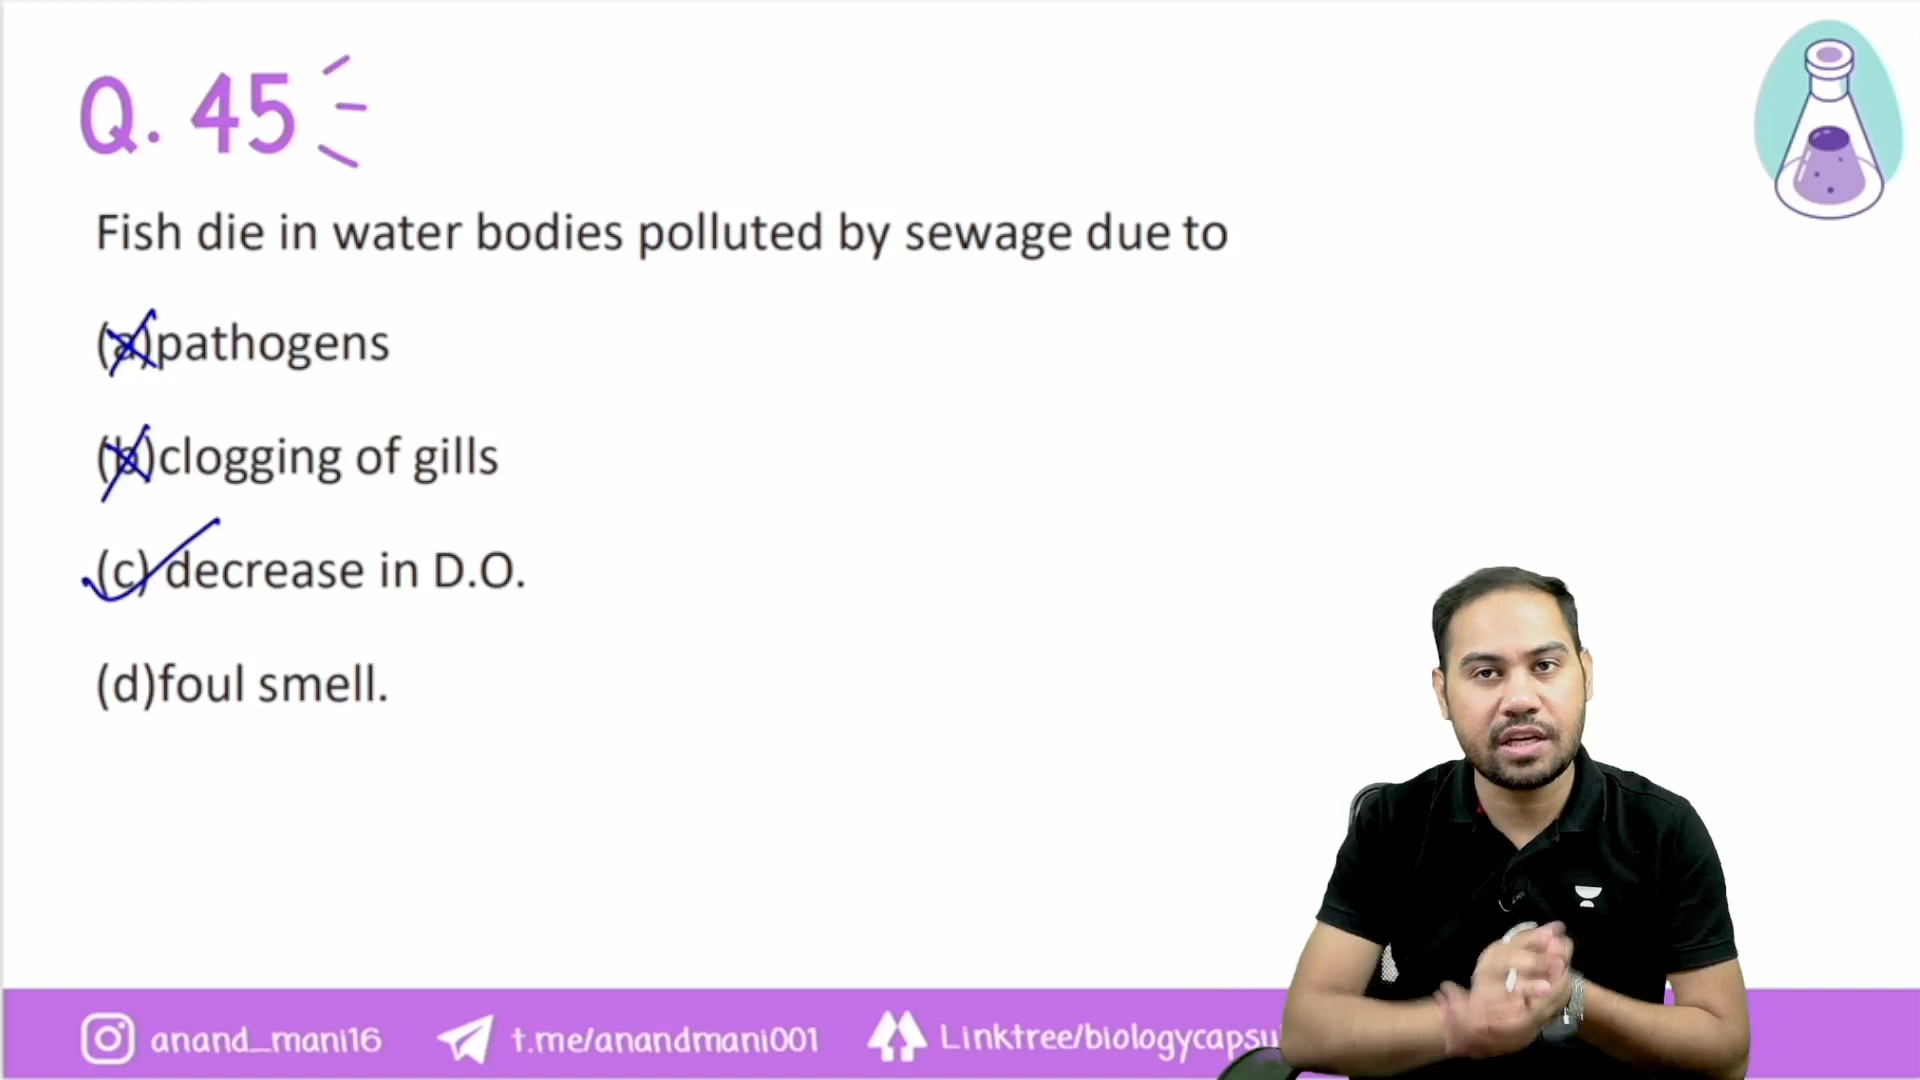 Q. 45
Fish die in water bodies polluted by sewage due to
(a)pathogens
(b)clogging of gills
(c) decrease in D.O.
(d)foul smell.
anand_mani16
t.me/anandmani001
Linktree/biologycapsu